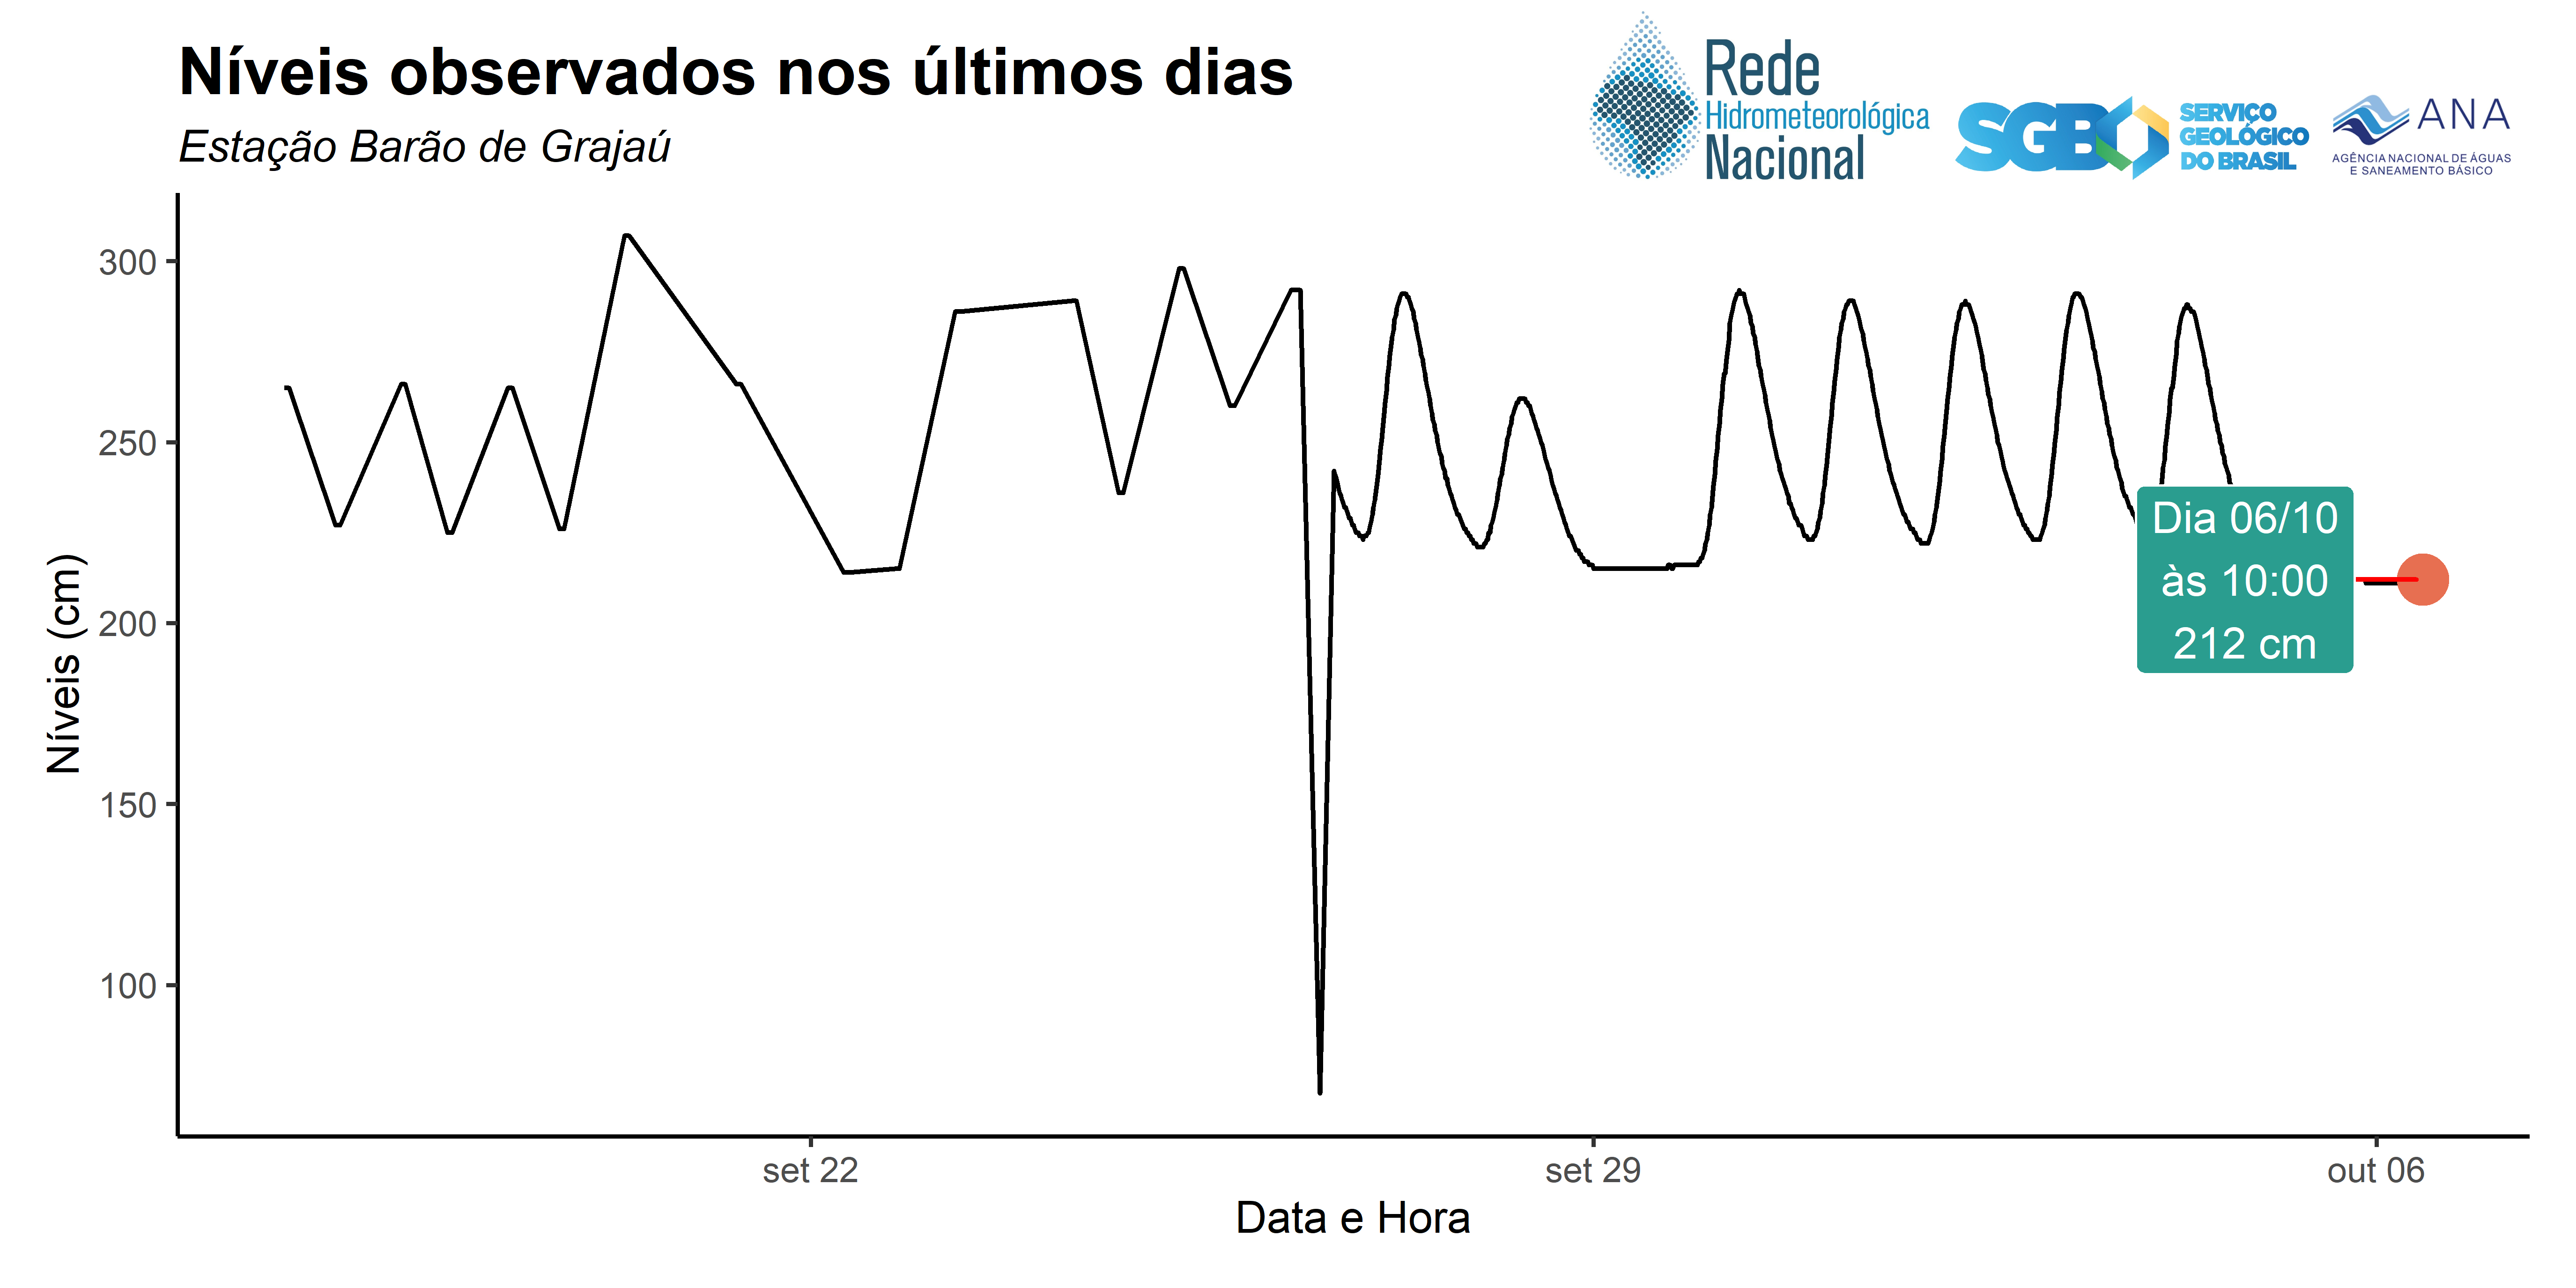 Níveis observados nos últimos dias
Estação Barão de Grajaú
Rede
Hidrometeorológica
Nacional
SGB
SERVIÇO
GEOLÓGICO
DO BRASIL
ANA
AGÊNCIA NACIONAL DE ÁGUAS
E SANEAMENTO BÁSICO
Níveis (cm)
300
250
200
150
100
Dia 06/10
às 10:00
212 cm
set 22
set 29
out 06
Data e Hora